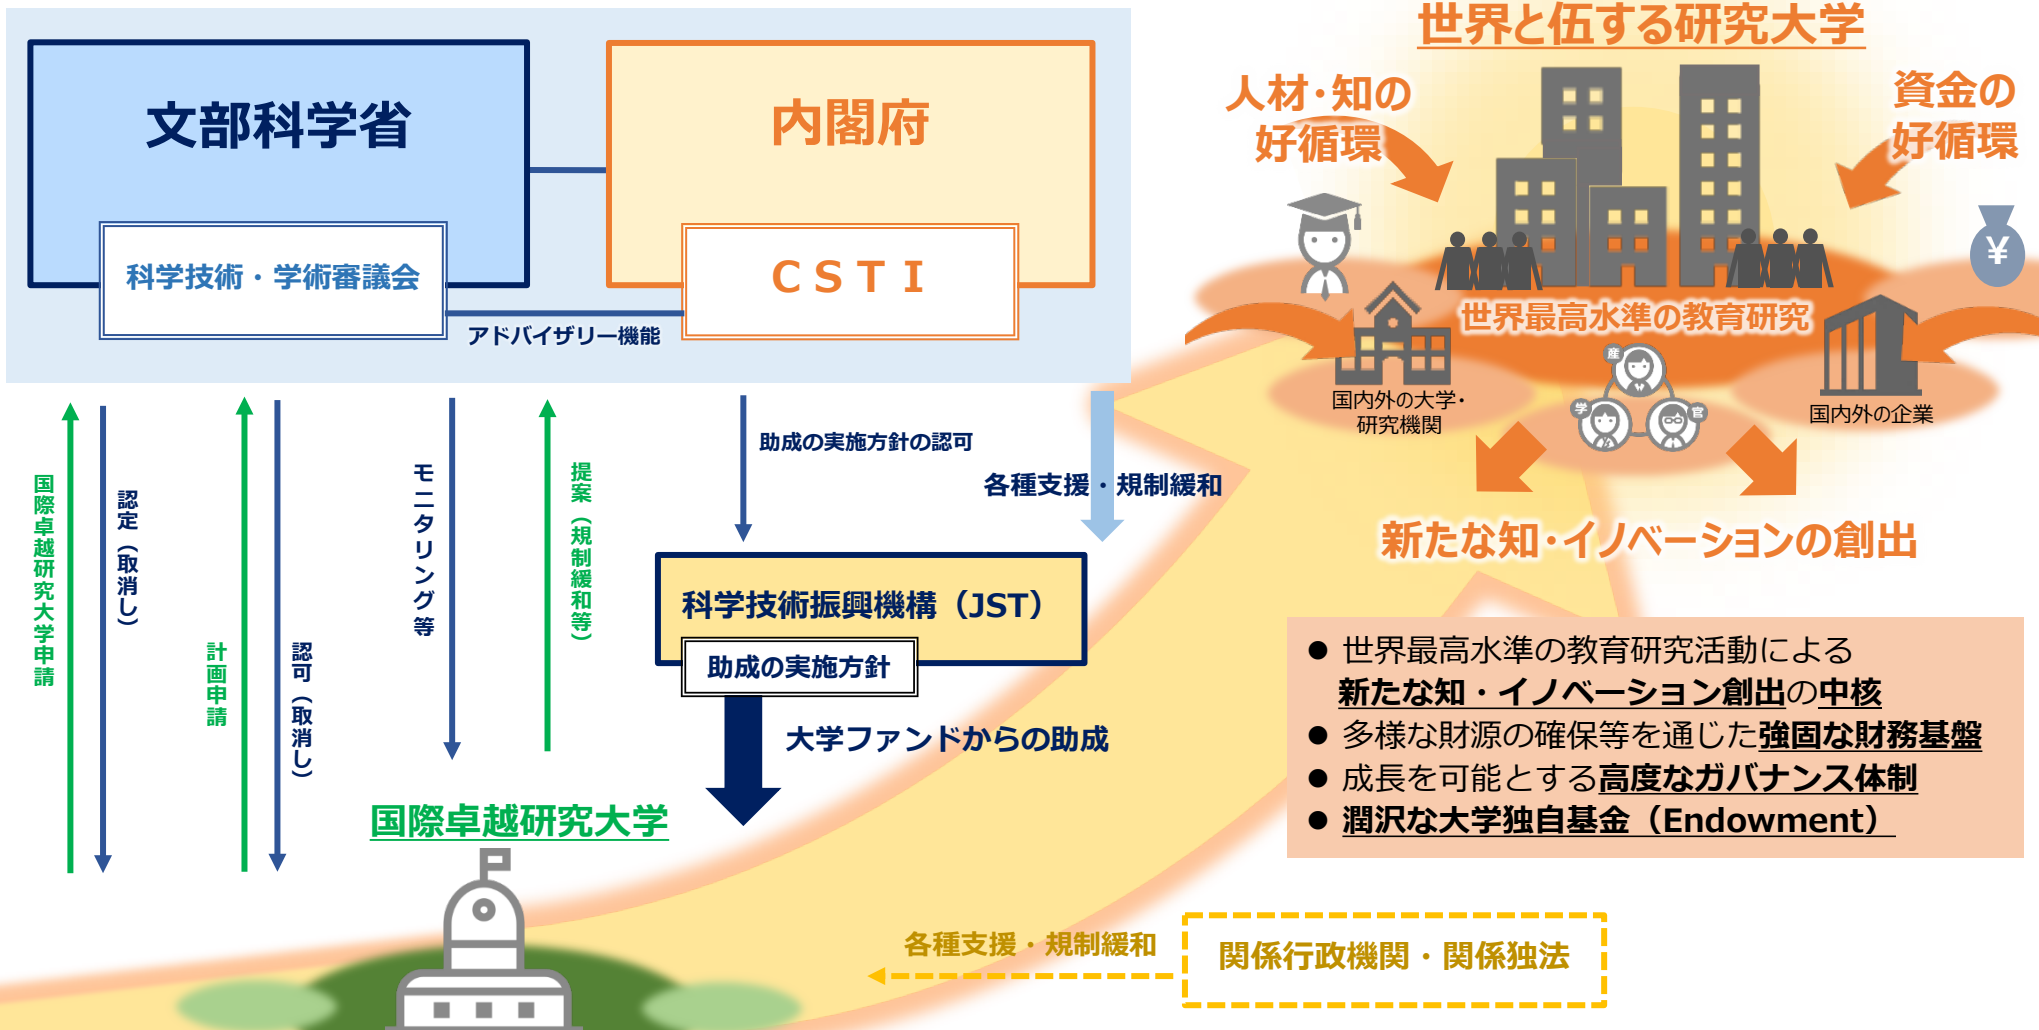 文部科学省
内閣府
科学技術・学術審議会
ＣＳＴＩ
アドバイザリー機能
国際卓越研究大学申請
認定（取消し）
計画申請
認可（取消し）
モニタリング等
提案（規制緩和等）
助成の実施方針の認可
各種支援・規制緩和
科学技術振興機構（JST）
助成の実施方針
大学ファンドからの助成
国際卓越研究大学
各種支援・規制緩和
関係行政機関・関係独法
世界と伍する研究大学
人材・知の
好循環
資金の
好循環
¥
世界最高水準の教育研究
産
学
官
国内外の大学・
研究機関
国内外の企業
新たな知・イノベーションの創出
● 世界最高水準の教育研究活動による
新たな知・イノベーション創出の中核
● 多様な財源の確保等を通じた強固な財務基盤
● 成長を可能とする高度なガバナンス体制
● 潤沢な大学独自基金（Endowment）